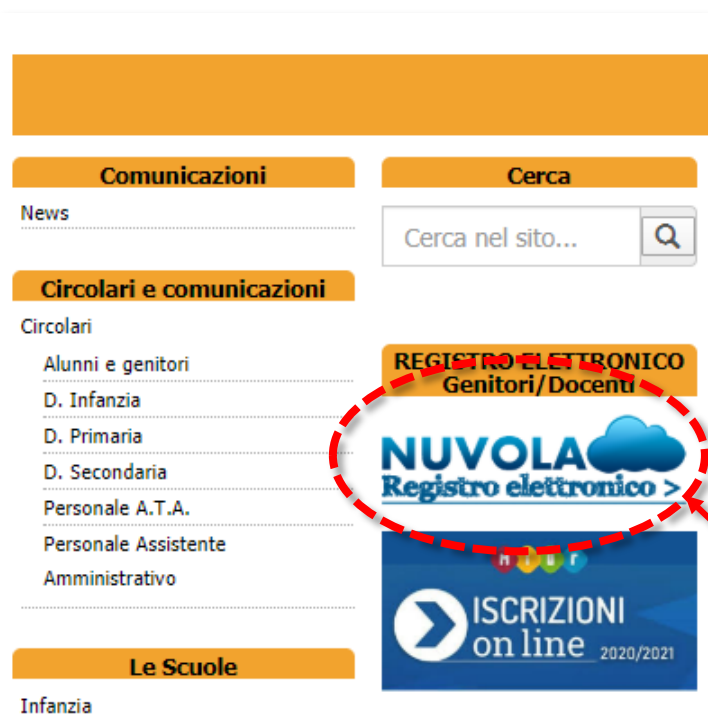 Comunicazioni
News
Circolari e comunicazioni
Circolari
Alunni e genitori
D. Infanzia
D. Primaria
D. Secondaria
Personale A.T.A.
Personale Assistente
Amministrativo
Le Scuole
Infanzia
Cerca
Cerca nel sito...
REGISTRO ELETTRONICO
Genitori/Docenti
NUVOLA
Registro elettronico >
miur
ISCRIZIONI
on line 2020/2021